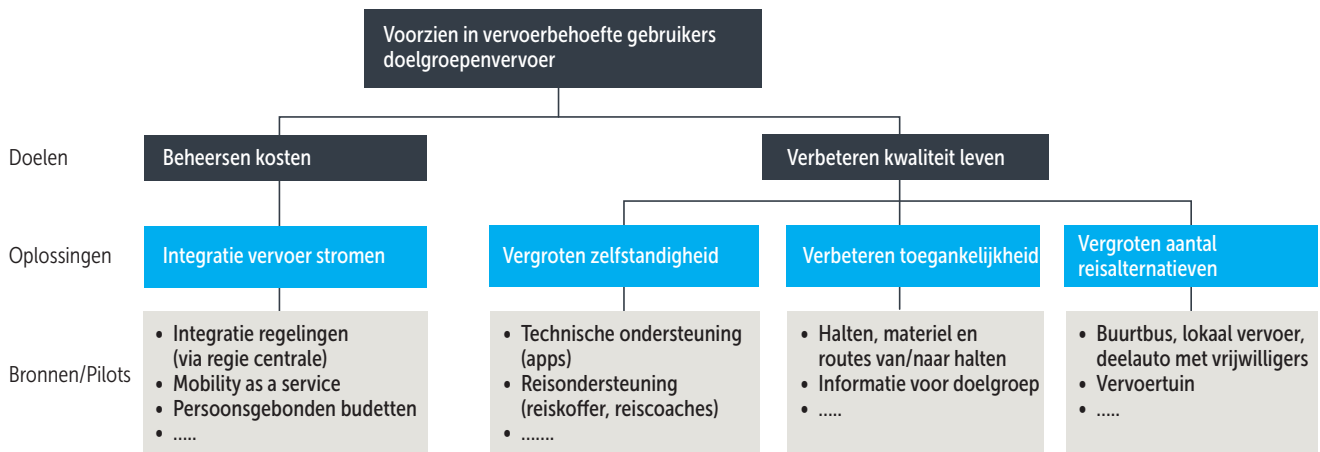 Voorzien in vervoerbehoefte gebruikers
doelgroepenvervoer
Doelen
Beheersen kosten
Verbeteren kwaliteit leven
Oplossingen
Integratie vervoer stromen
Vergroten zelfstandigheid
Verbeteren toegankelijkheid
Vergroten aantal
reisalternatieven
Bronnen/Pilots
• Integratie regelingen
(via regie centrale)
• Mobility as a service
• Persoonsgebonden budetten
• .....
• Technische ondersteuning
(apps)
• Reisondersteuning
(reiskoffer, reiscoaches)
• .......
• Halten, materiel en
routes van/naar halten
• Informatie voor doelgroep
• .....
• Buurtbus, lokaal vervoer,
deelauto met vrijwilligers
• Vervoertuin
• .....